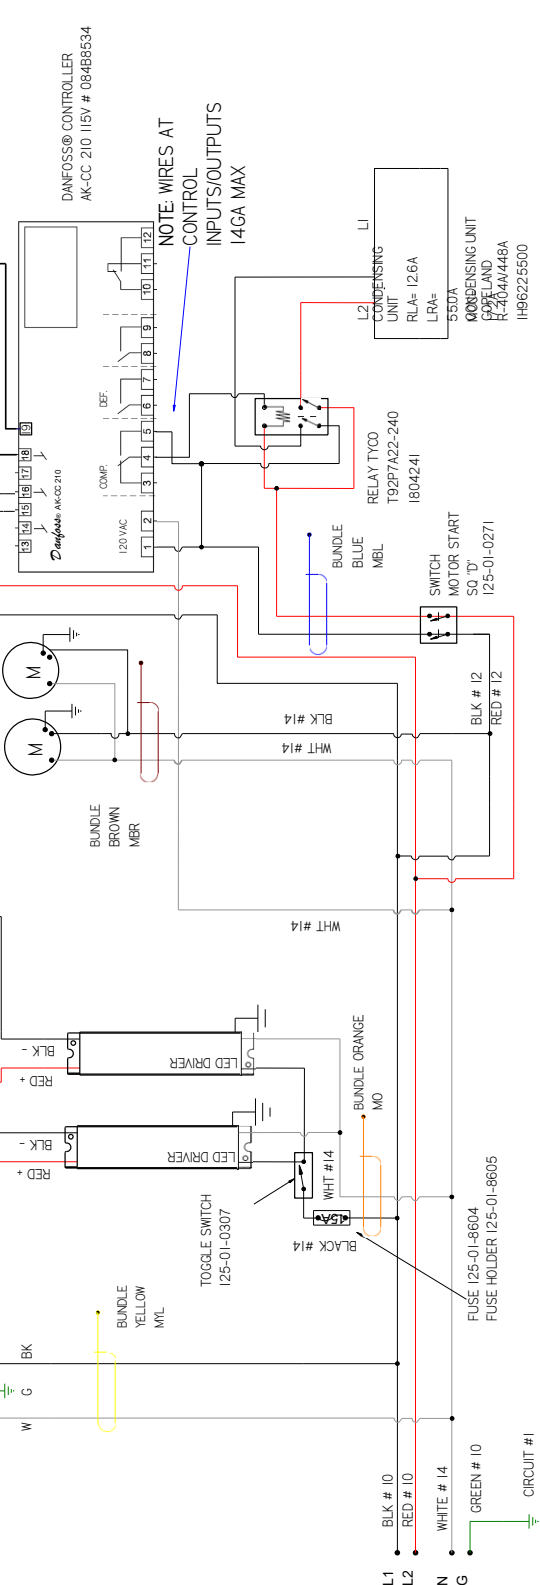 DANFOSS® CONTROLLER
AK-CC 210 115V # 084B8534
NOTE: WIRES AT
CONTROL
INPUTS/OUTPUTS
14GA MAX
12
11
10
9
8
7
6
5
4
3
2
1
DEF.
COMP.
120 VAC
19
18
17
16
15
14
13
Danfoss® AK-CC 210
L1
L2
CONDENSING
UNIT
RLA= 12.6A
LRA=
55.0A
CONDENSING UNIT
COPELAND
R-404A/448A
IH96225500
RELAY TYCO
T92P7A22-240
1804241
BUNDLE
BLUE
MBL
SWITCH
MOTOR START
SQ "D"
125-01-0271
BLK # 12
RED # 12
M
M
BLK #14
WHT #14
BUNDLE
BROWN
MBR
WHT #14
BLK -
RED +
LED DRIVER
BLK -
RED +
LED DRIVER
BUNDLE ORANGE
MO
WHT #14
TOGGLE SWITCH
125-01-0307
15A
BLACK #14
FUSE 125-01-8604
FUSE HOLDER 125-01-8605
BUNDLE
YELLOW
MYL
BK
G
W
BLK # 10
RED # 10
WHITE # 14
GREEN # 10
CIRCUIT #1
L1
L2
N
G